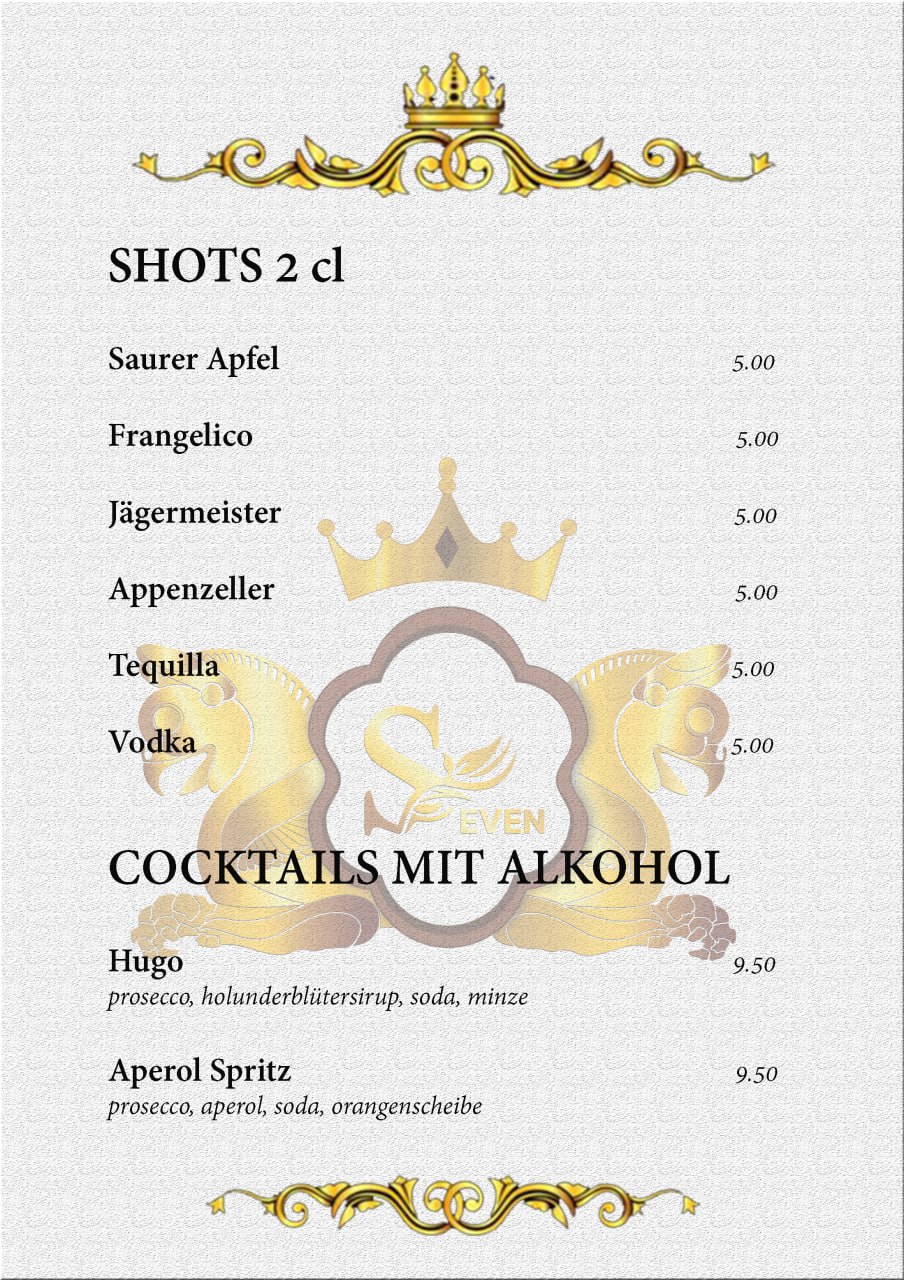 SHOTS 2 cl
Saurer Apfel 5.00
Frangelico 5.00
Jägermeister 5.00
Appenzeller 5.00
Tequilla 5.00
Vodka 5.00
SEVEN
COCKTAILS MIT ALKOHOL
Hugo 9.50
prosecco, holunderblütersirup, soda, minze
Aperol Spritz 9.50
prosecco, aperol, soda, orangenscheibe